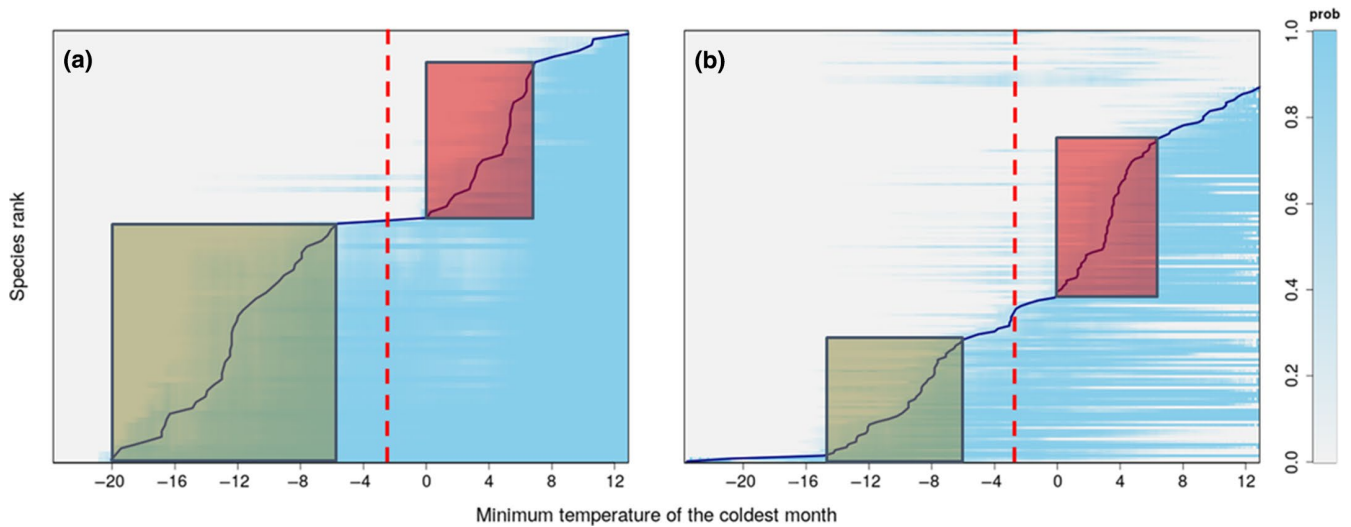 prob
(a)
(b)
Species rank
−20 −16 −12 −8 −4 0 4 8 12
−20 −16 −12 −8 −4 0 4 8 12
Minimum temperature of the coldest month
1.0
0.8
0.6
0.4
0.2
0.0